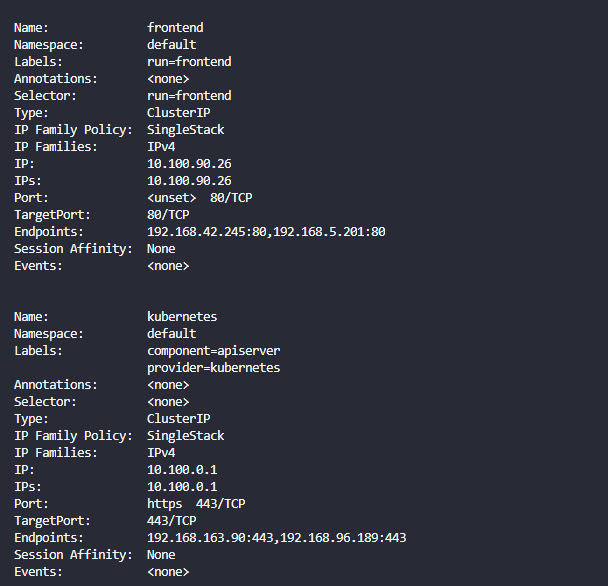 Name: frontend
Namespace: default
Labels: run=frontend
Annotations: <none>
Selector: run=frontend
Type: ClusterIP
IP Family Policy: SingleStack
IP Families: IPv4
IP: 10.100.90.26
IPs: 10.100.90.26
Port: <unset> 80/TCP
TargetPort: 80/TCP
Endpoints: 192.168.42.245:80,192.168.5.201:80
Session Affinity: None
Events: <none>
Name: kubernetes
Namespace: default
Labels: component=apiserver
provider=kubernetes
Annotations: <none>
Selector: <none>
Type: ClusterIP
IP Family Policy: SingleStack
IP Families: IPv4
IP: 10.100.0.1
IPs: 10.100.0.1
Port: https 443/TCP
TargetPort: 443/TCP
Endpoints: 192.168.163.90:443,192.168.96.189:443
Session Affinity: None
Events: <none>